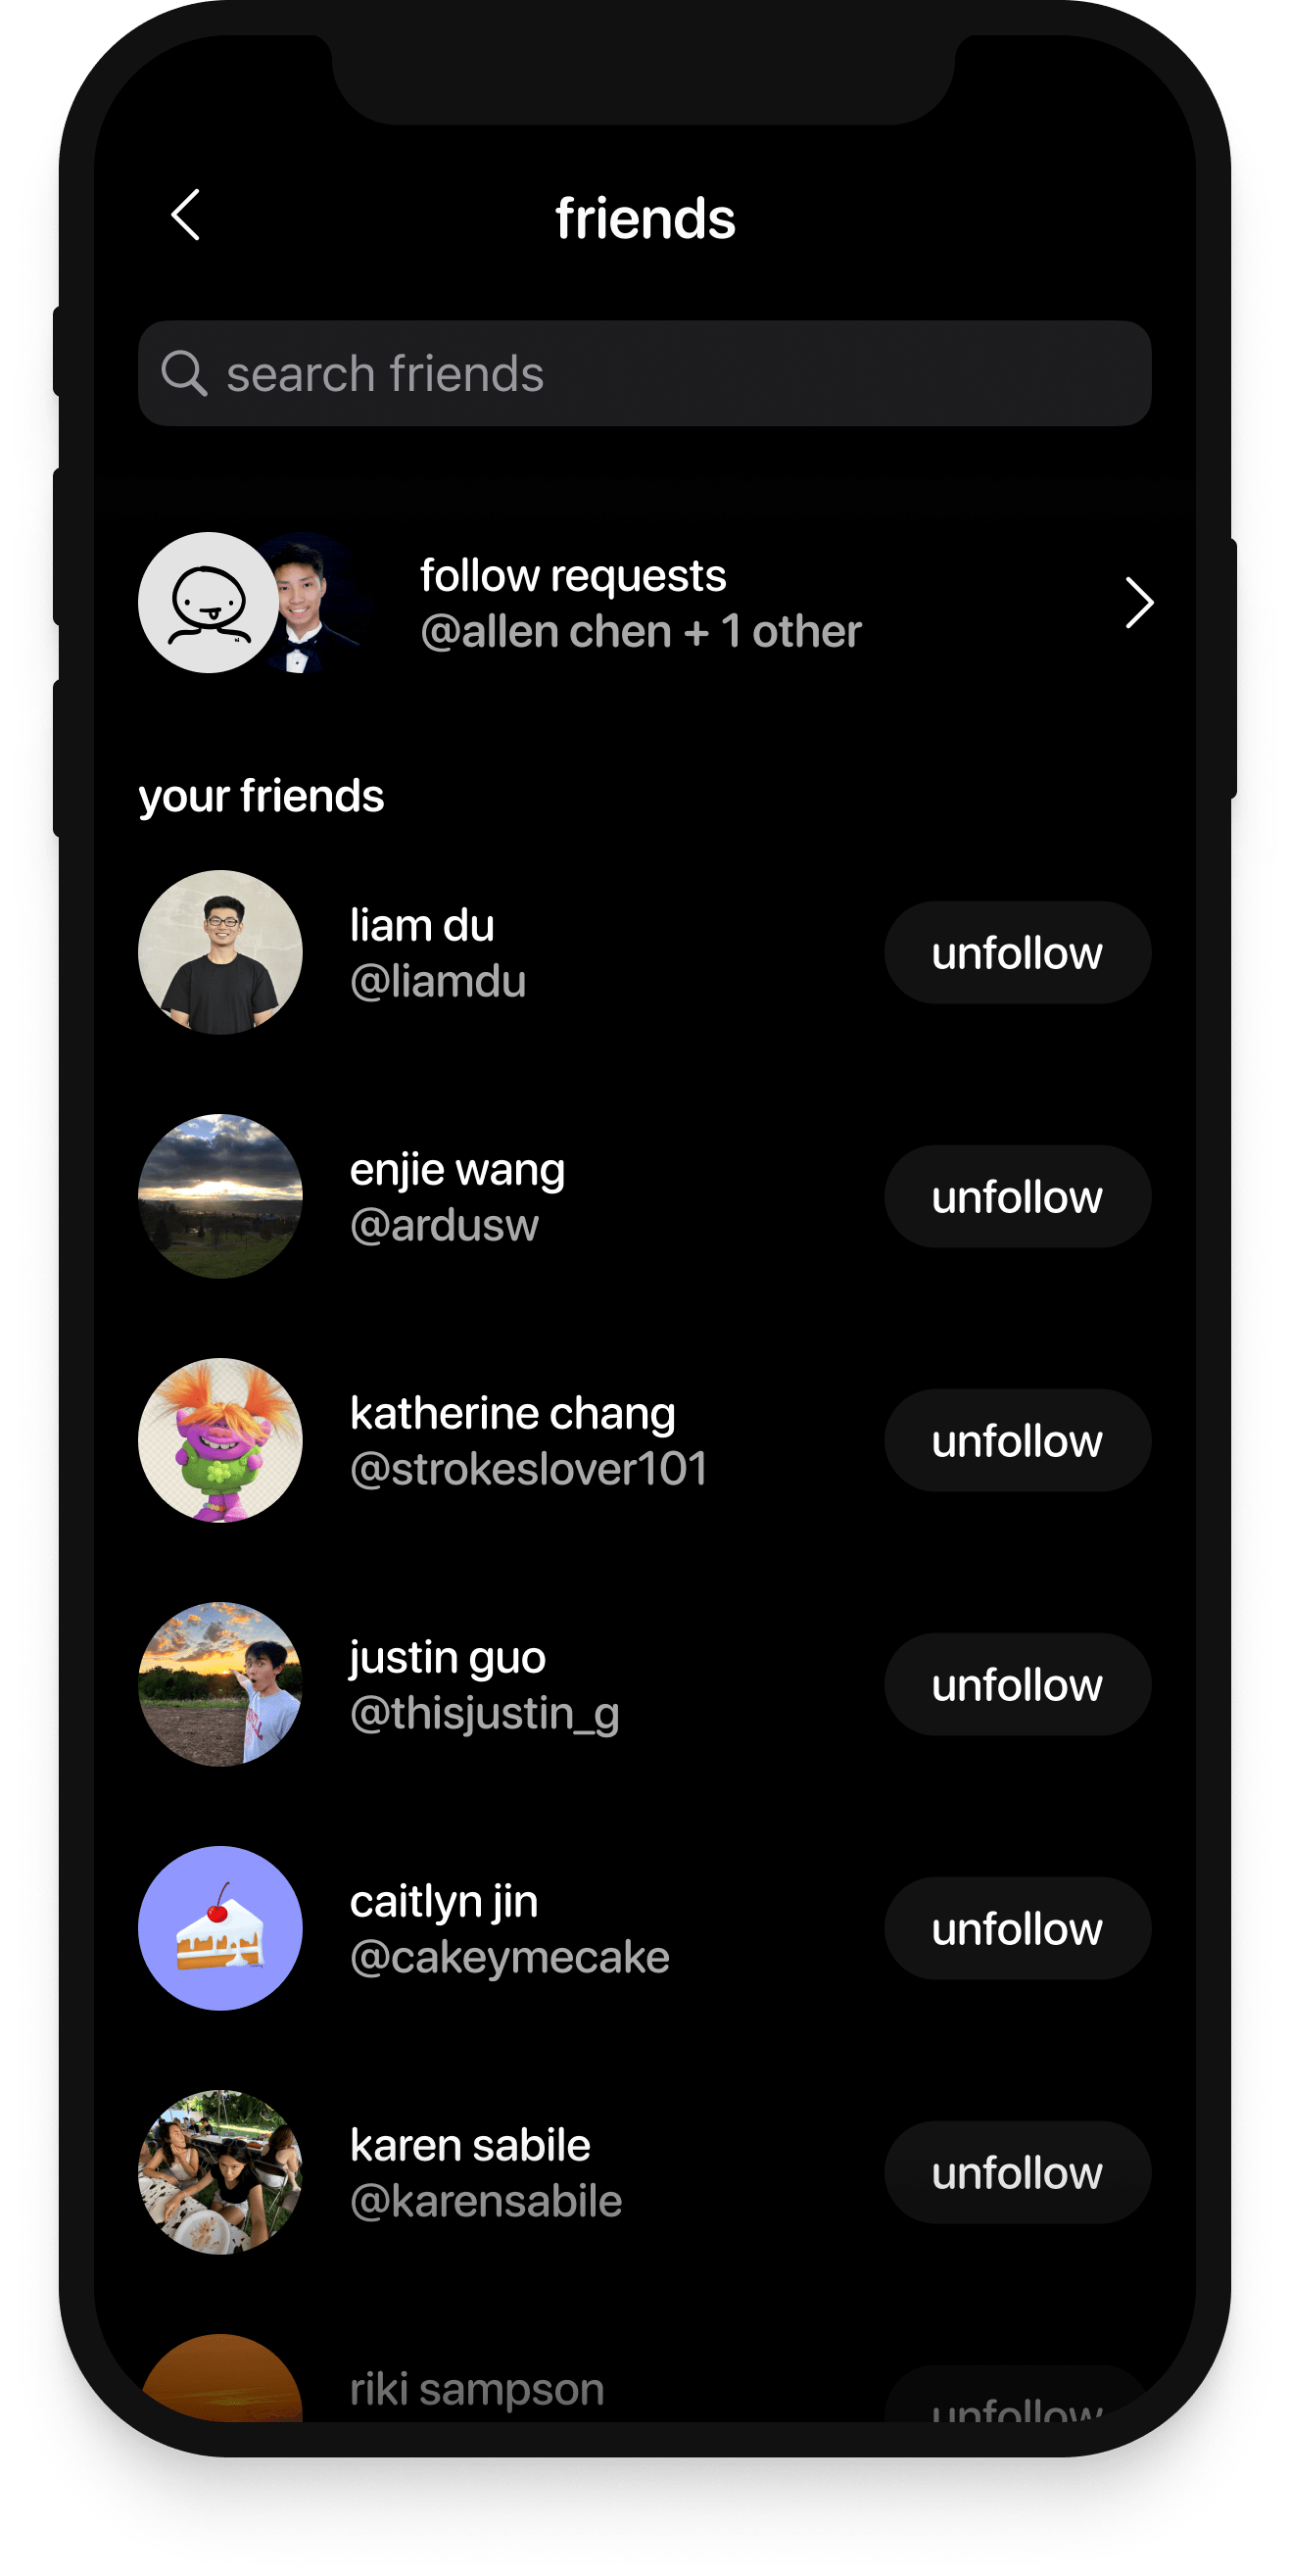 friends
search friends
follow requests
@allen chen + 1 other
your friends
liam du
@liamdu
unfollow
enjie wang
@ardusw
unfollow
katherine chang
@strokeslover101
unfollow
justin guo
@thisjustin_g
unfollow
caitlyn jin
@cakeymecake
unfollow
karen sabile
@karensabile
unfollow
riki sampson
unfollow